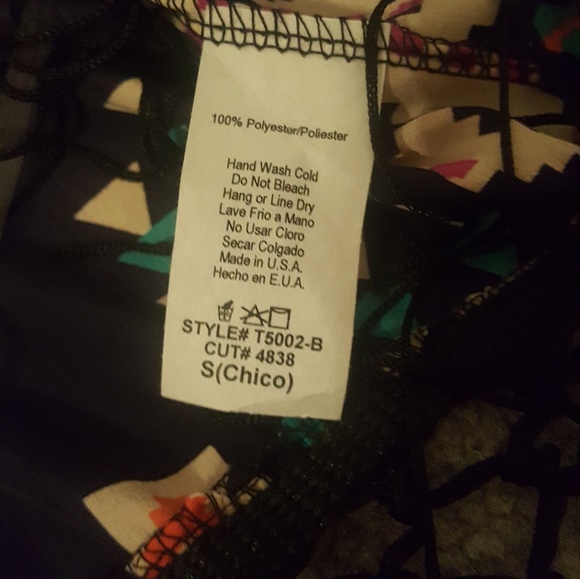 100% Polyester/Poliester
Hand Wash Cold
Do Not Bleach
Hang or Line Dry
Lave Frio a Mano
No Usar Cloro
Secar Colgado
Made in U.S.A.
Hecho en E.U.A.
STYLE# T5002-B
CUT# 4838
S(Chico)